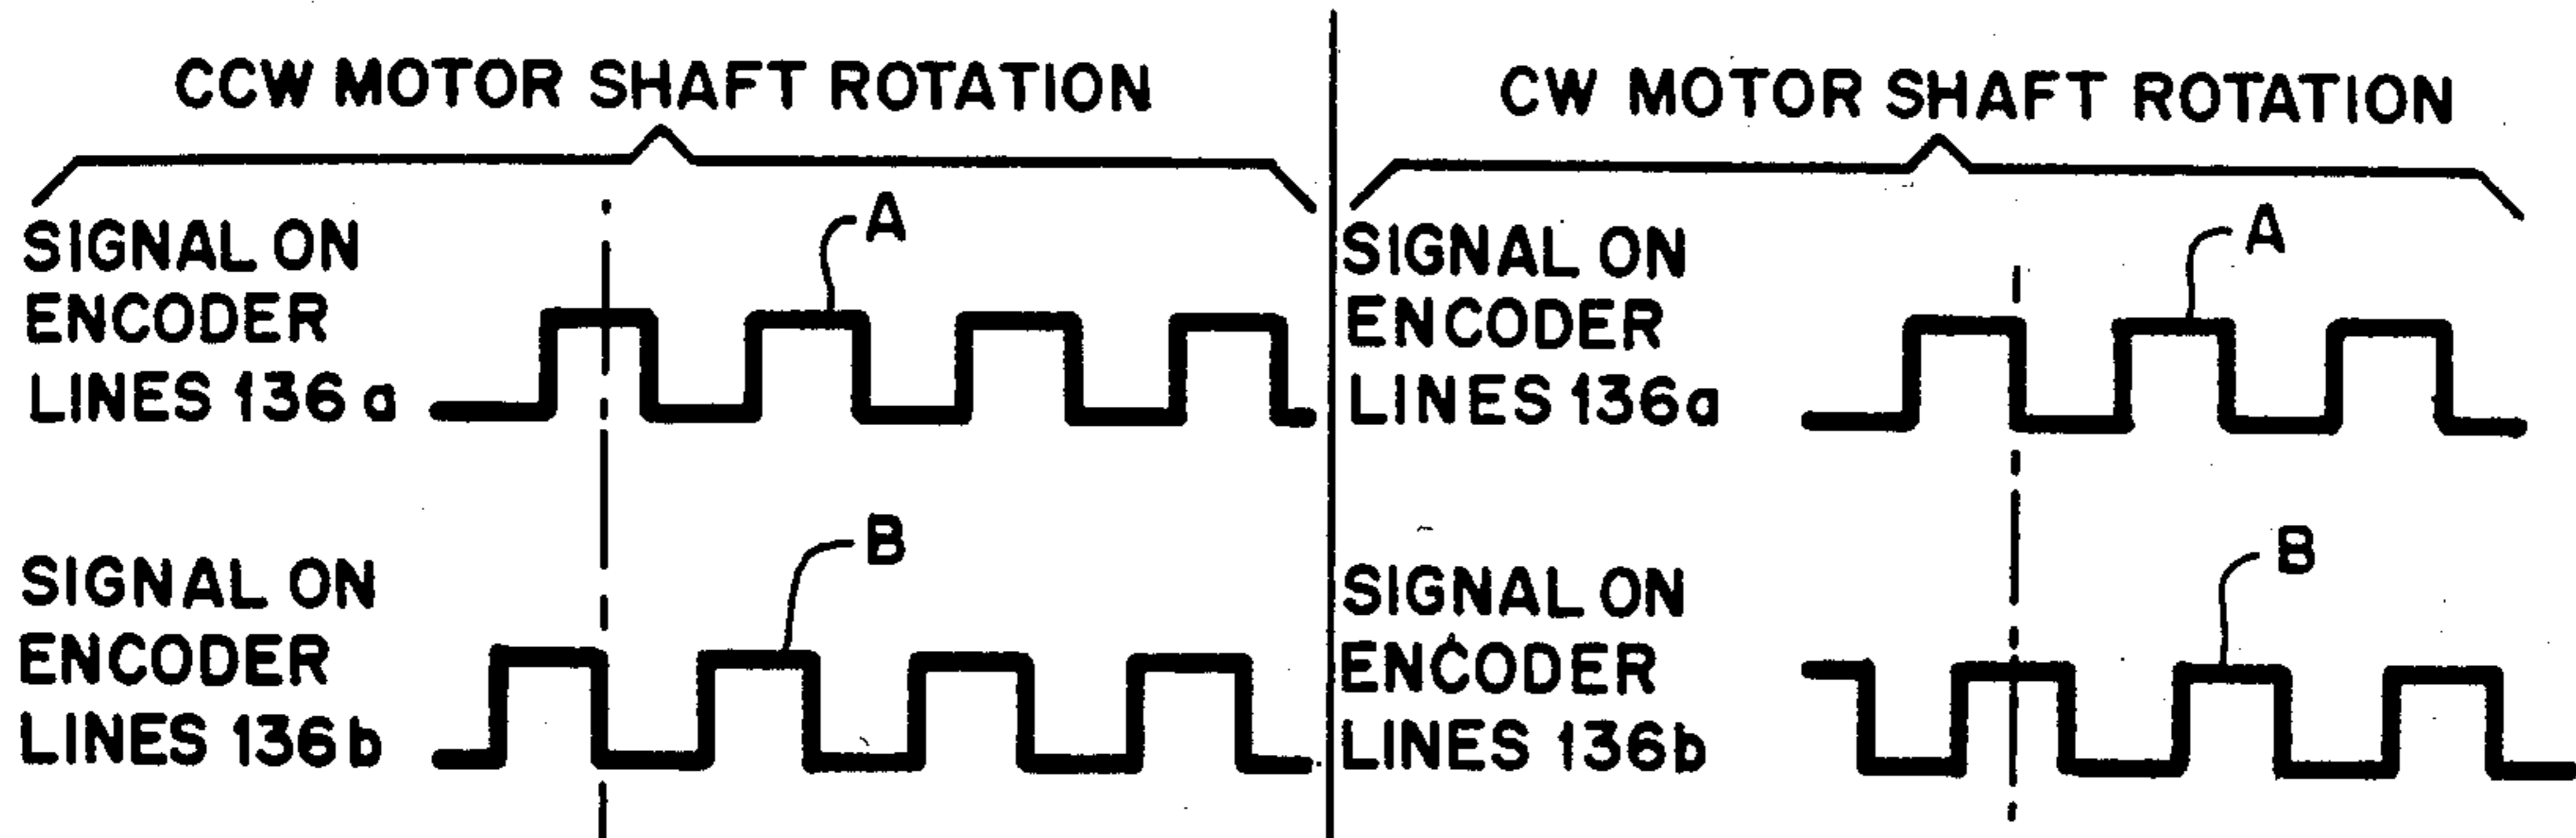 CCW MOTOR SHAFT ROTATION
SIGNAL ON
ENCODER
LINES 136a
A
SIGNAL ON
ENCODER
LINES 136b
B
CW MOTOR SHAFT ROTATION
SIGNAL ON
ENCODER
LINES 136a
A
SIGNAL ON
ENCODER
LINES 136b
B